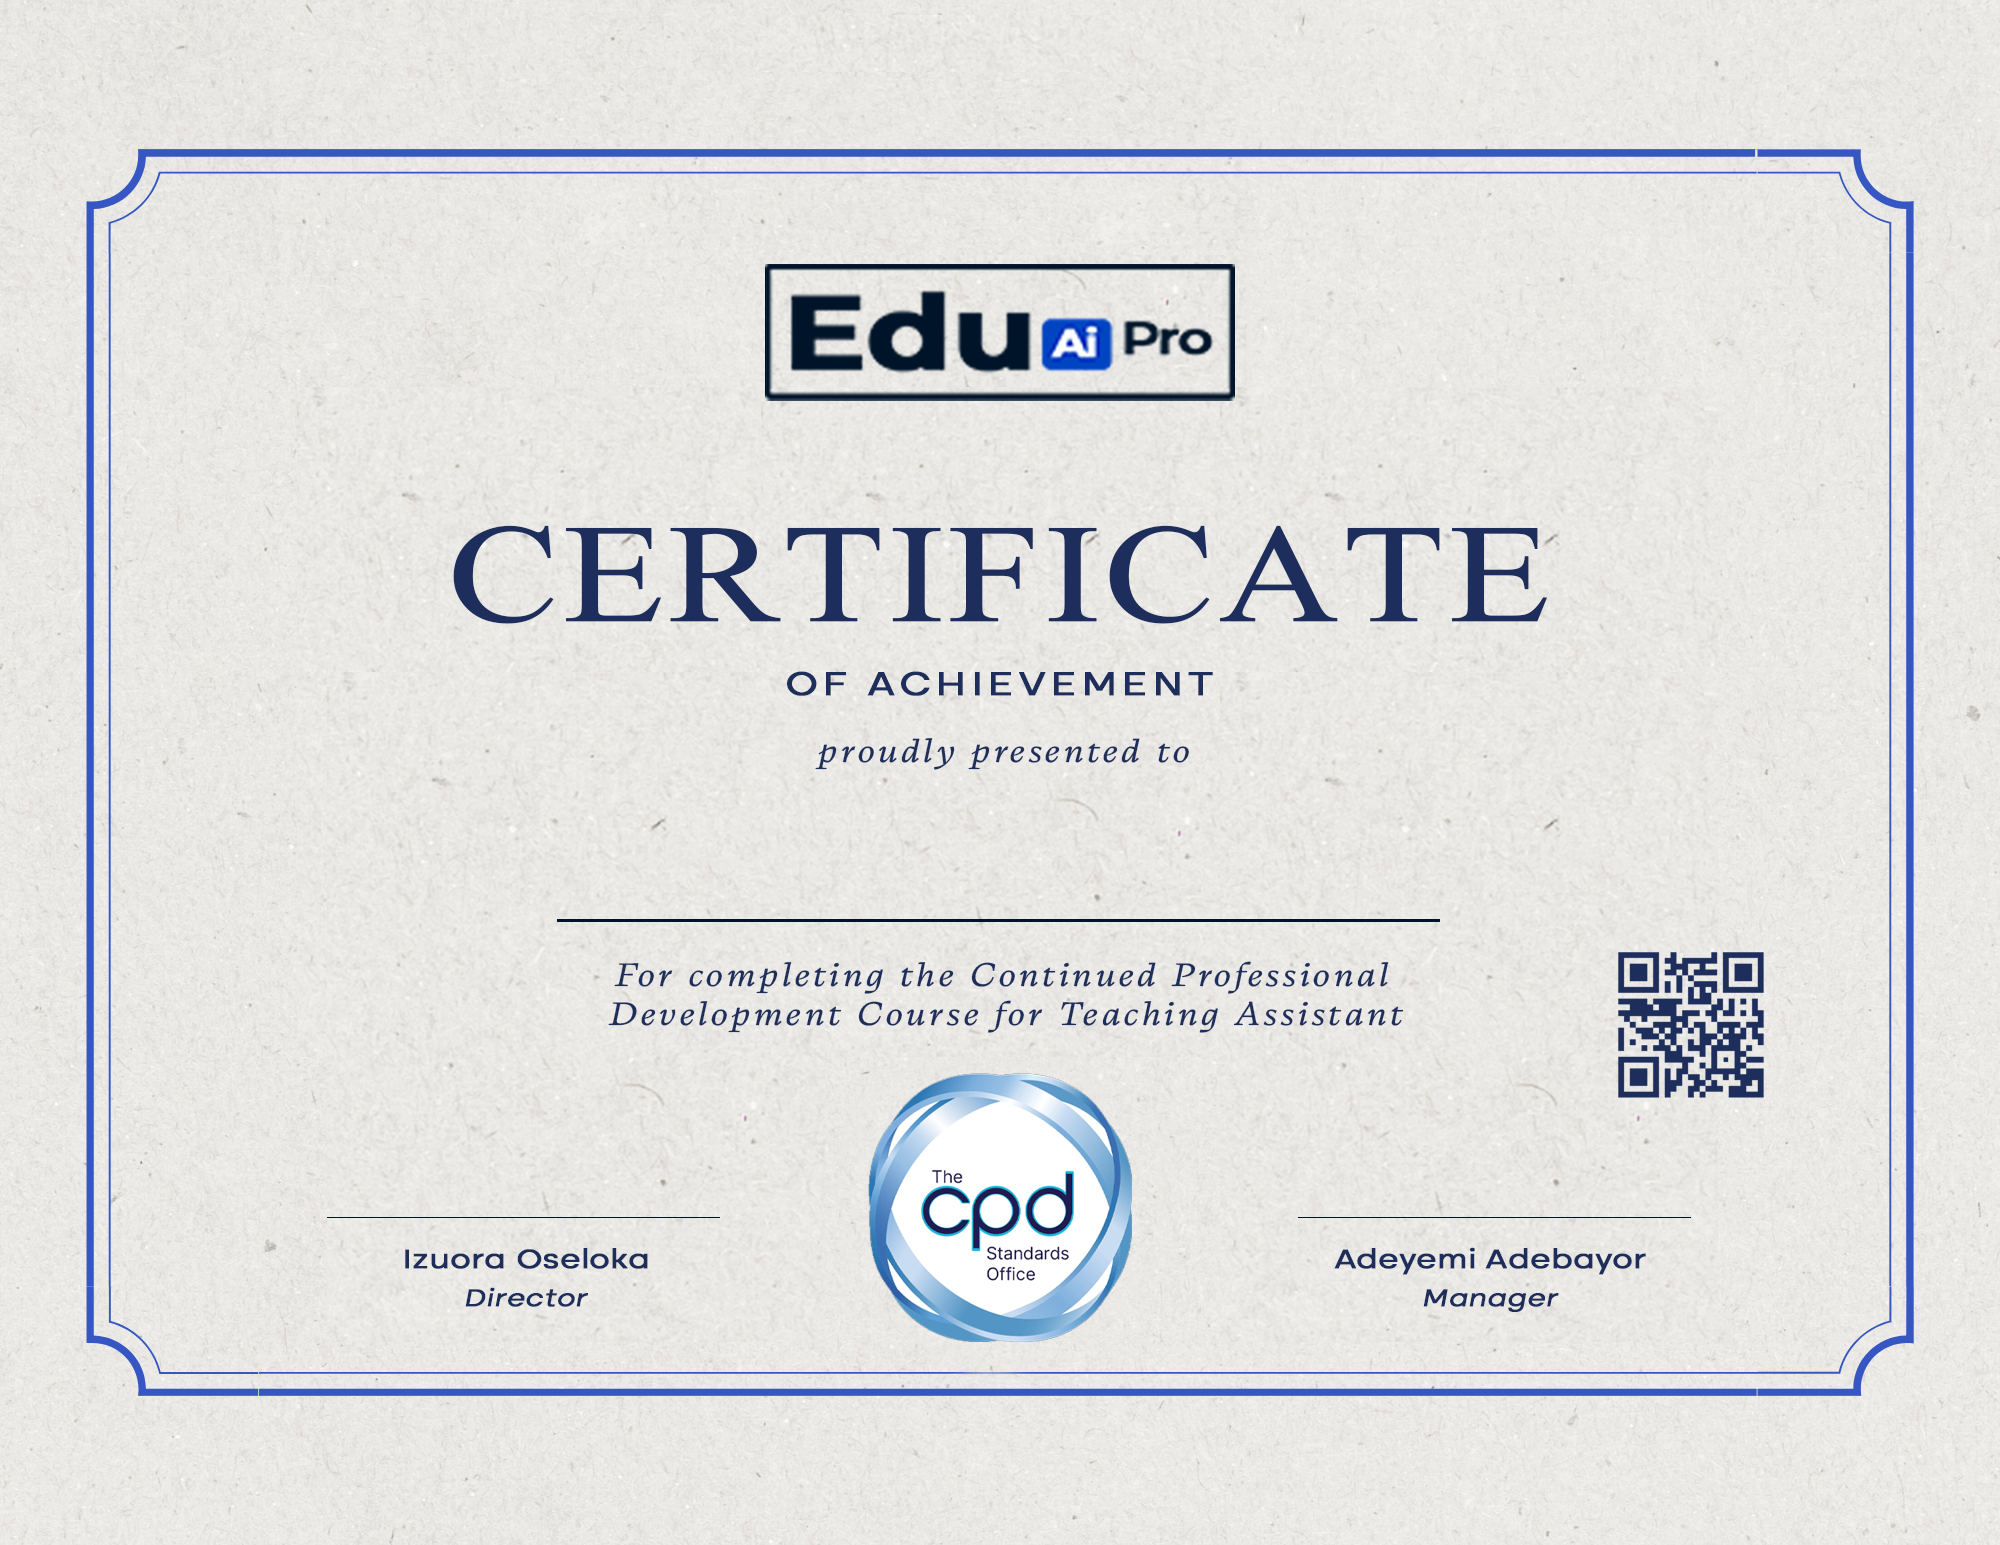 Edu Ai Pro
CERTIFICATE
OF ACHIEVEMENT
proudly presented to
For completing the Continued Professional
Development Course for Teaching Assistant
The
cpd
Standards
Office
Izuora Oseloka
Director
Adeyemi Adebayor
Manager